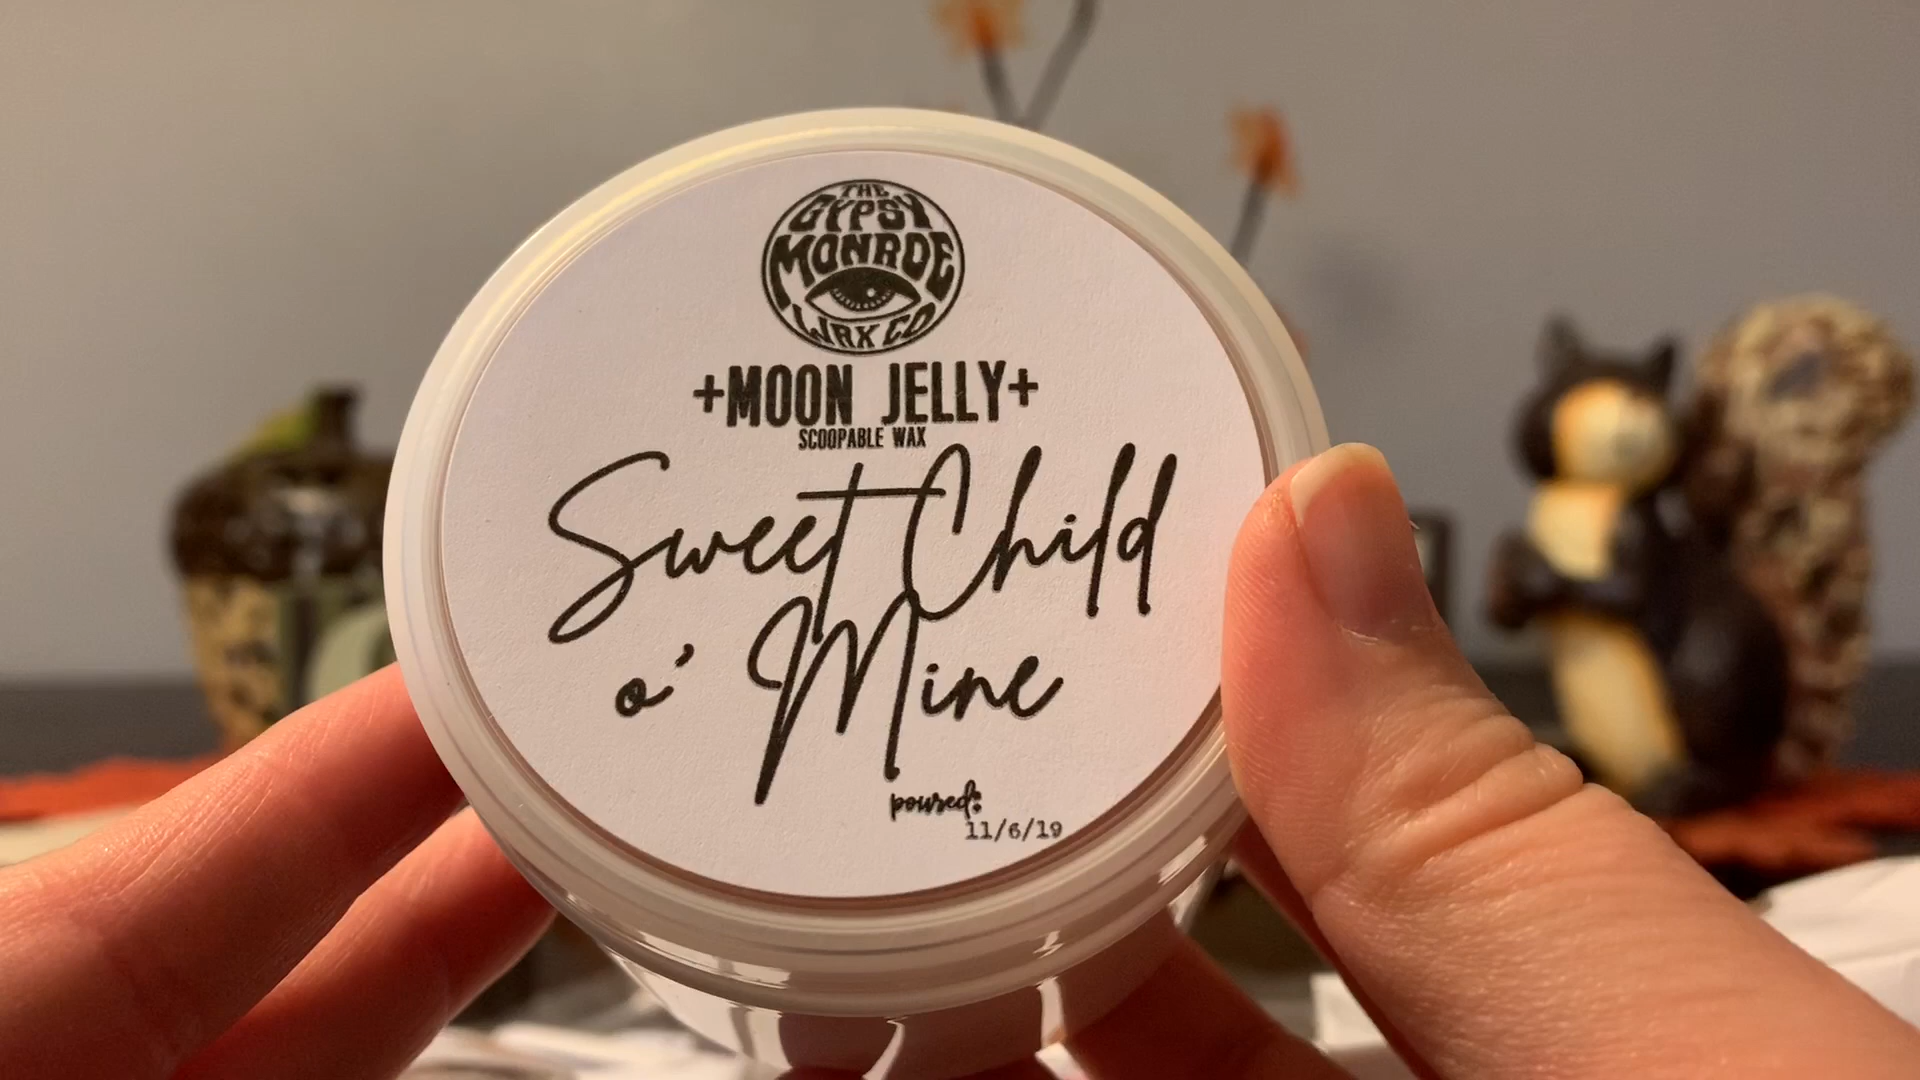 THE
GYPSY
MONROE
WAX CO
+MOON JELLY+
SCOOPABLE WAX
Sweet Child
o' Mine
poured:
11/6/19